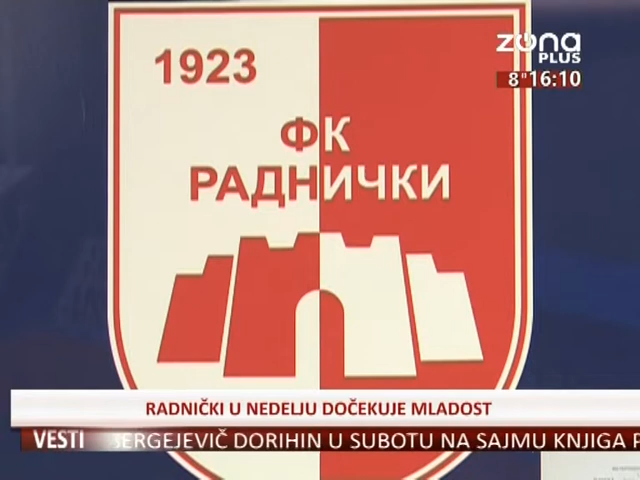 zona
PLUS
8° 16:10
1923
ФК
РАДНИЧКИ
RADNIČKI U NEDELJU DOČEKUJE MLADOST
VESTI
SERGEJEVIČ DORIHIN U SUBOTU NA SAJMU KNJIGA